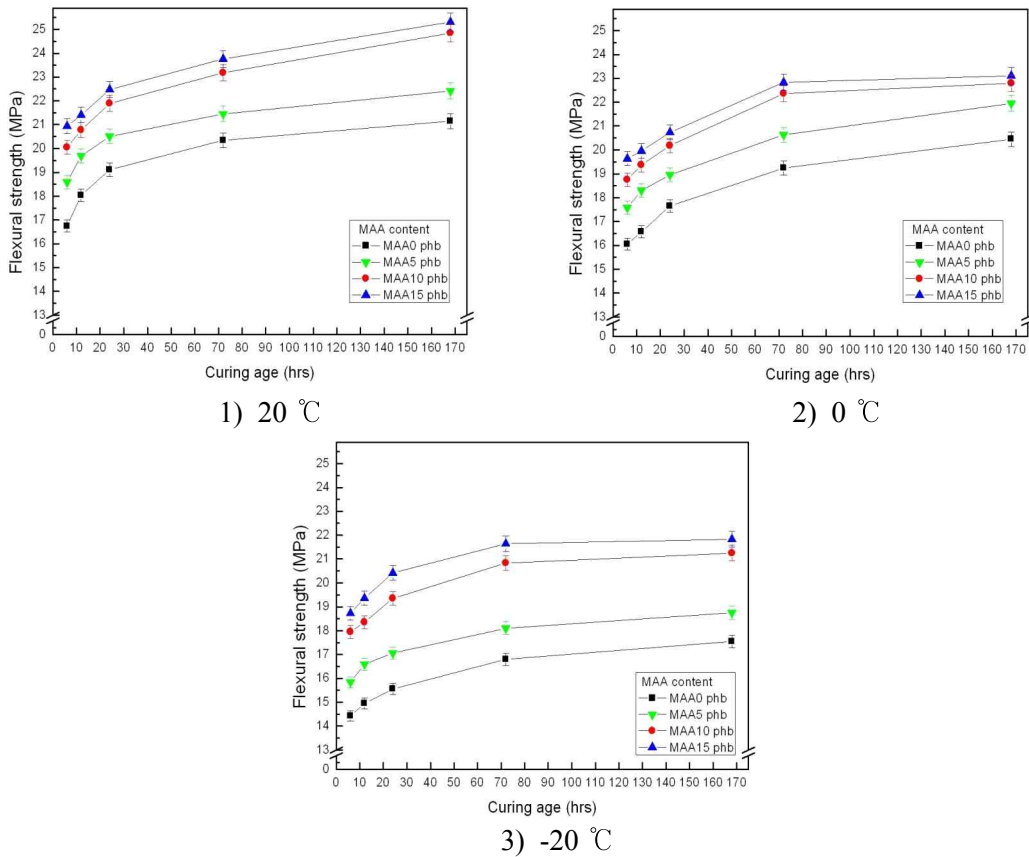 25
24
23
22
21
20
19
18
17
16
15
14
13
0
Flexural strength (MPa)
MAA content
MAA0 phb
MAA5 phb
MAA10 phb
MAA15 phb
0 10 20 30 40 50 60 70 80 90 100 110 120 130 140 150 160 170
Curing age (hrs)
1) 20 ℃
25
24
23
22
21
20
19
18
17
16
15
14
13
0
Flexural strength (MPa)
MAA content
MAA0 phb
MAA5 phb
MAA10 phb
MAA15 phb
0 10 20 30 40 50 60 70 80 90 100 110 120 130 140 150 160 170
Curing age (hrs)
2) 0 ℃
25
24
23
22
21
20
19
18
17
16
15
14
13
0
Flexural strength (MPa)
MAA content
MAA0 phb
MAA5 phb
MAA10 phb
MAA15 phb
0 10 20 30 40 50 60 70 80 90 100 110 120 130 140 150 160 170
Curing age (hrs)
3) -20 ℃